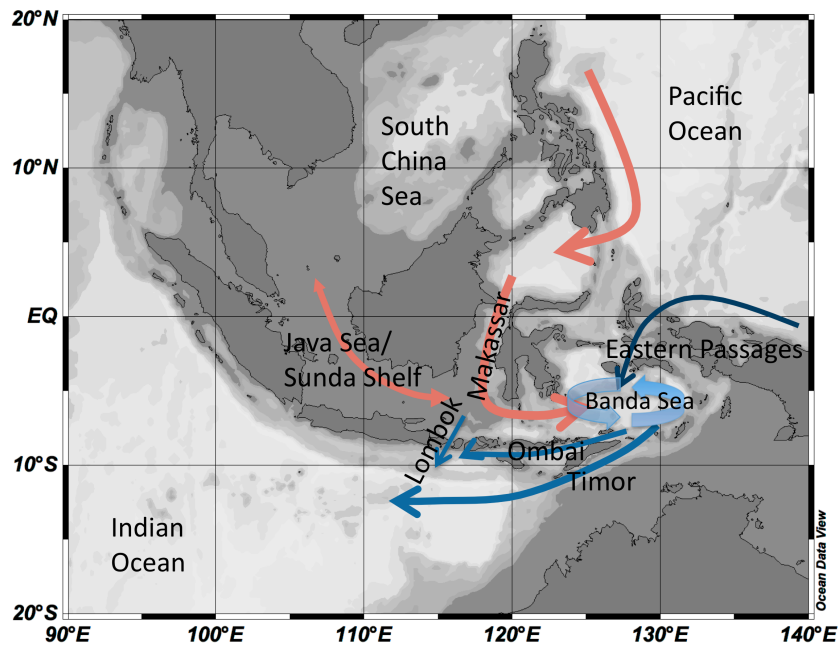 20°N
10°N
EQ
10°S
20°S
Pacific
Ocean
South
China
Sea
Makassar
Java Sea/
Sunda Shelf
Eastern Passages
Banda Sea
Lombok
Ombai
Timor
Indian
Ocean
Ocean Data View
90°E
100°E
110°E
120°E
130°E
140°E